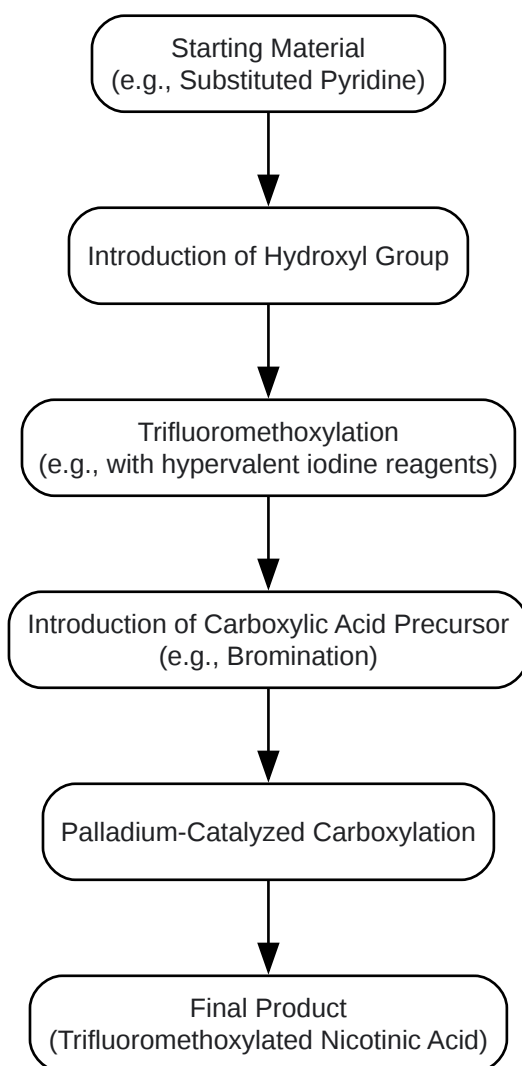 Starting Material
(e.g., Substituted Pyridine)
Introduction of Hydroxyl Group
Trifluoromethoxylation
(e.g., with hypervalent iodine reagents)
Introduction of Carboxylic Acid Precursor
(e.g., Bromination)
Palladium-Catalyzed Carboxylation
Final Product
(Trifluoromethoxylated Nicotinic Acid)